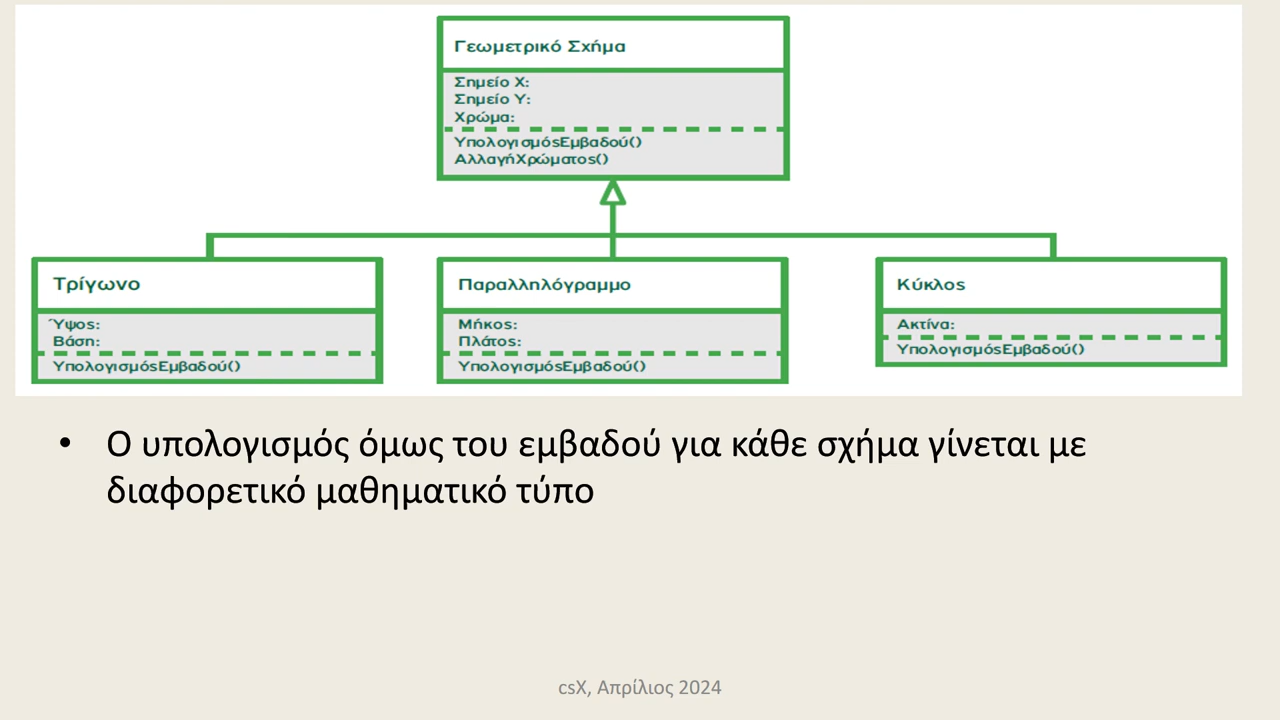 Γεωμετρικό Σχήμα
Σημείο Χ:
Σημείο Υ:
Χρώμα:
ΥπολογισμόςΕμβαδού()
ΑλλαγήΧρώματος()
Τρίγωνο
Ύψος:
Βάση:
ΥπολογισμόςΕμβαδού()
Παραλληλόγραμμο
Μήκος:
Πλάτος:
ΥπολογισμόςΕμβαδού()
Κύκλος
Ακτίνα:
ΥπολογισμόςΕμβαδού()
• Ο υπολογισμός όμως του εμβαδού για κάθε σχήμα γίνεται με
διαφορετικό μαθηματικό τύπο
csX, Απρίλιος 2024